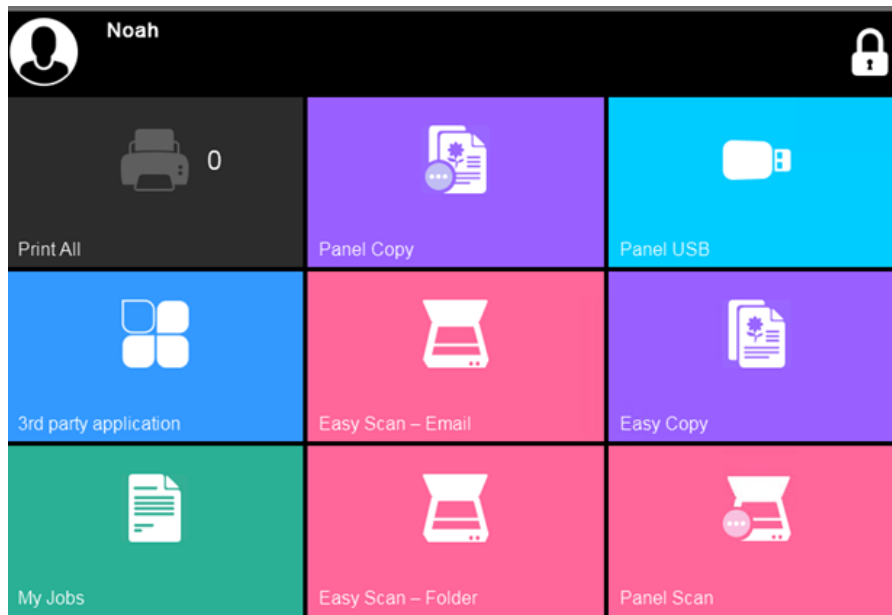 Noah
0
Print All
Panel Copy
Panel USB
3rd party application
Easy Scan – Email
Easy Copy
My Jobs
Easy Scan – Folder
Panel Scan